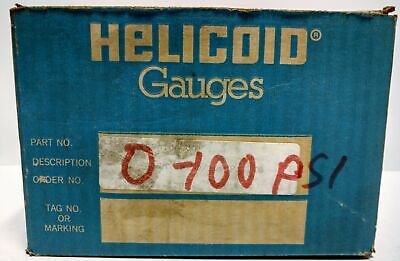 HELICOID®
Gauges
PART NO.
DESCRIPTION
ORDER NO.
0-100 PSI
TAG NO.
OR
MARKING